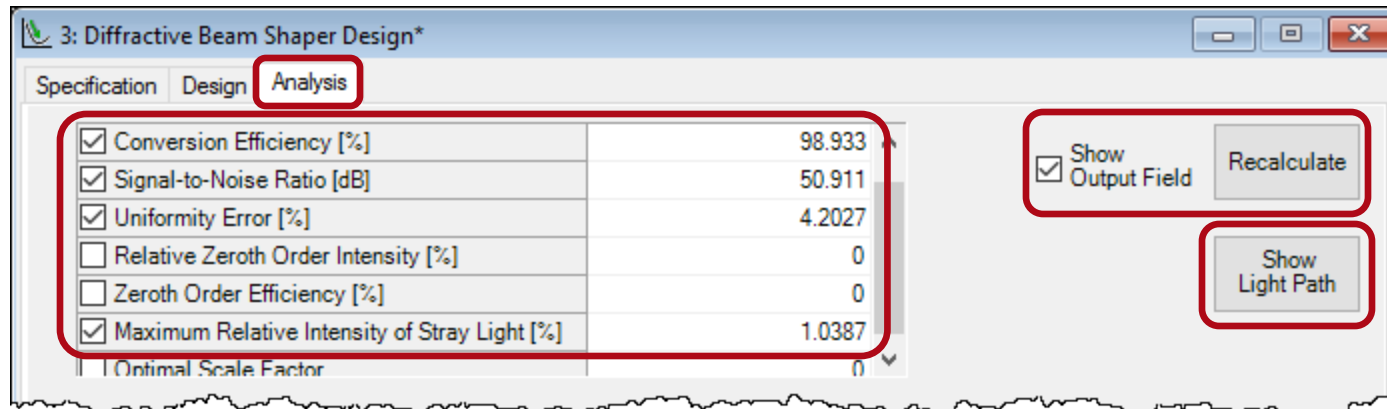 3: Diffractive Beam Shaper Design*
Specification Design Analysis
Conversion Efficiency [%] 98.933
Signal-to-Noise Ratio [dB] 50.911
Uniformity Error [%] 4.2027
Relative Zeroth Order Intensity [%] 0
Zeroth Order Efficiency [%] 0
Maximum Relative Intensity of Stray Light [%] 1.0387
Optimal Scale Factor 0
Show
Output Field
Recalculate
Show
Light Path